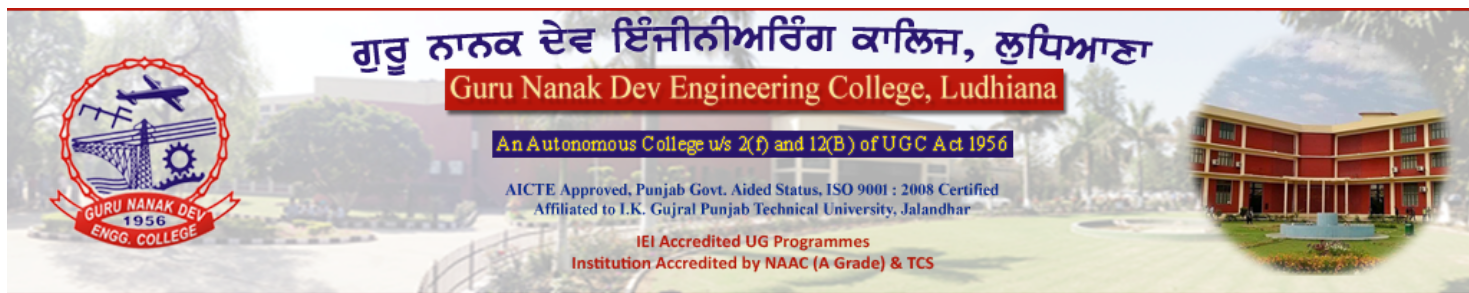 ਗੁਰੂ ਨਾਨਕ ਦੇਵ ਇੰਜੀਨੀਅਰਿੰਗ ਕਾਲਿਜ, ਲੁਧਿਆਣਾ
Guru Nanak Dev Engineering College, Ludhiana
An Autonomous College u/s 2(f) and 12(B) of UGC Act 1956
AICTE Approved, Punjab Govt. Aided Status, ISO 9001 : 2008 Certified
Affiliated to I.K. Gujral Punjab Technical University, Jalandhar
IEI Accredited UG Programmes
Institution Accredited by NAAC (A Grade) & TCS
GURU NANAK DEV
1956
ENGG. COLLEGE